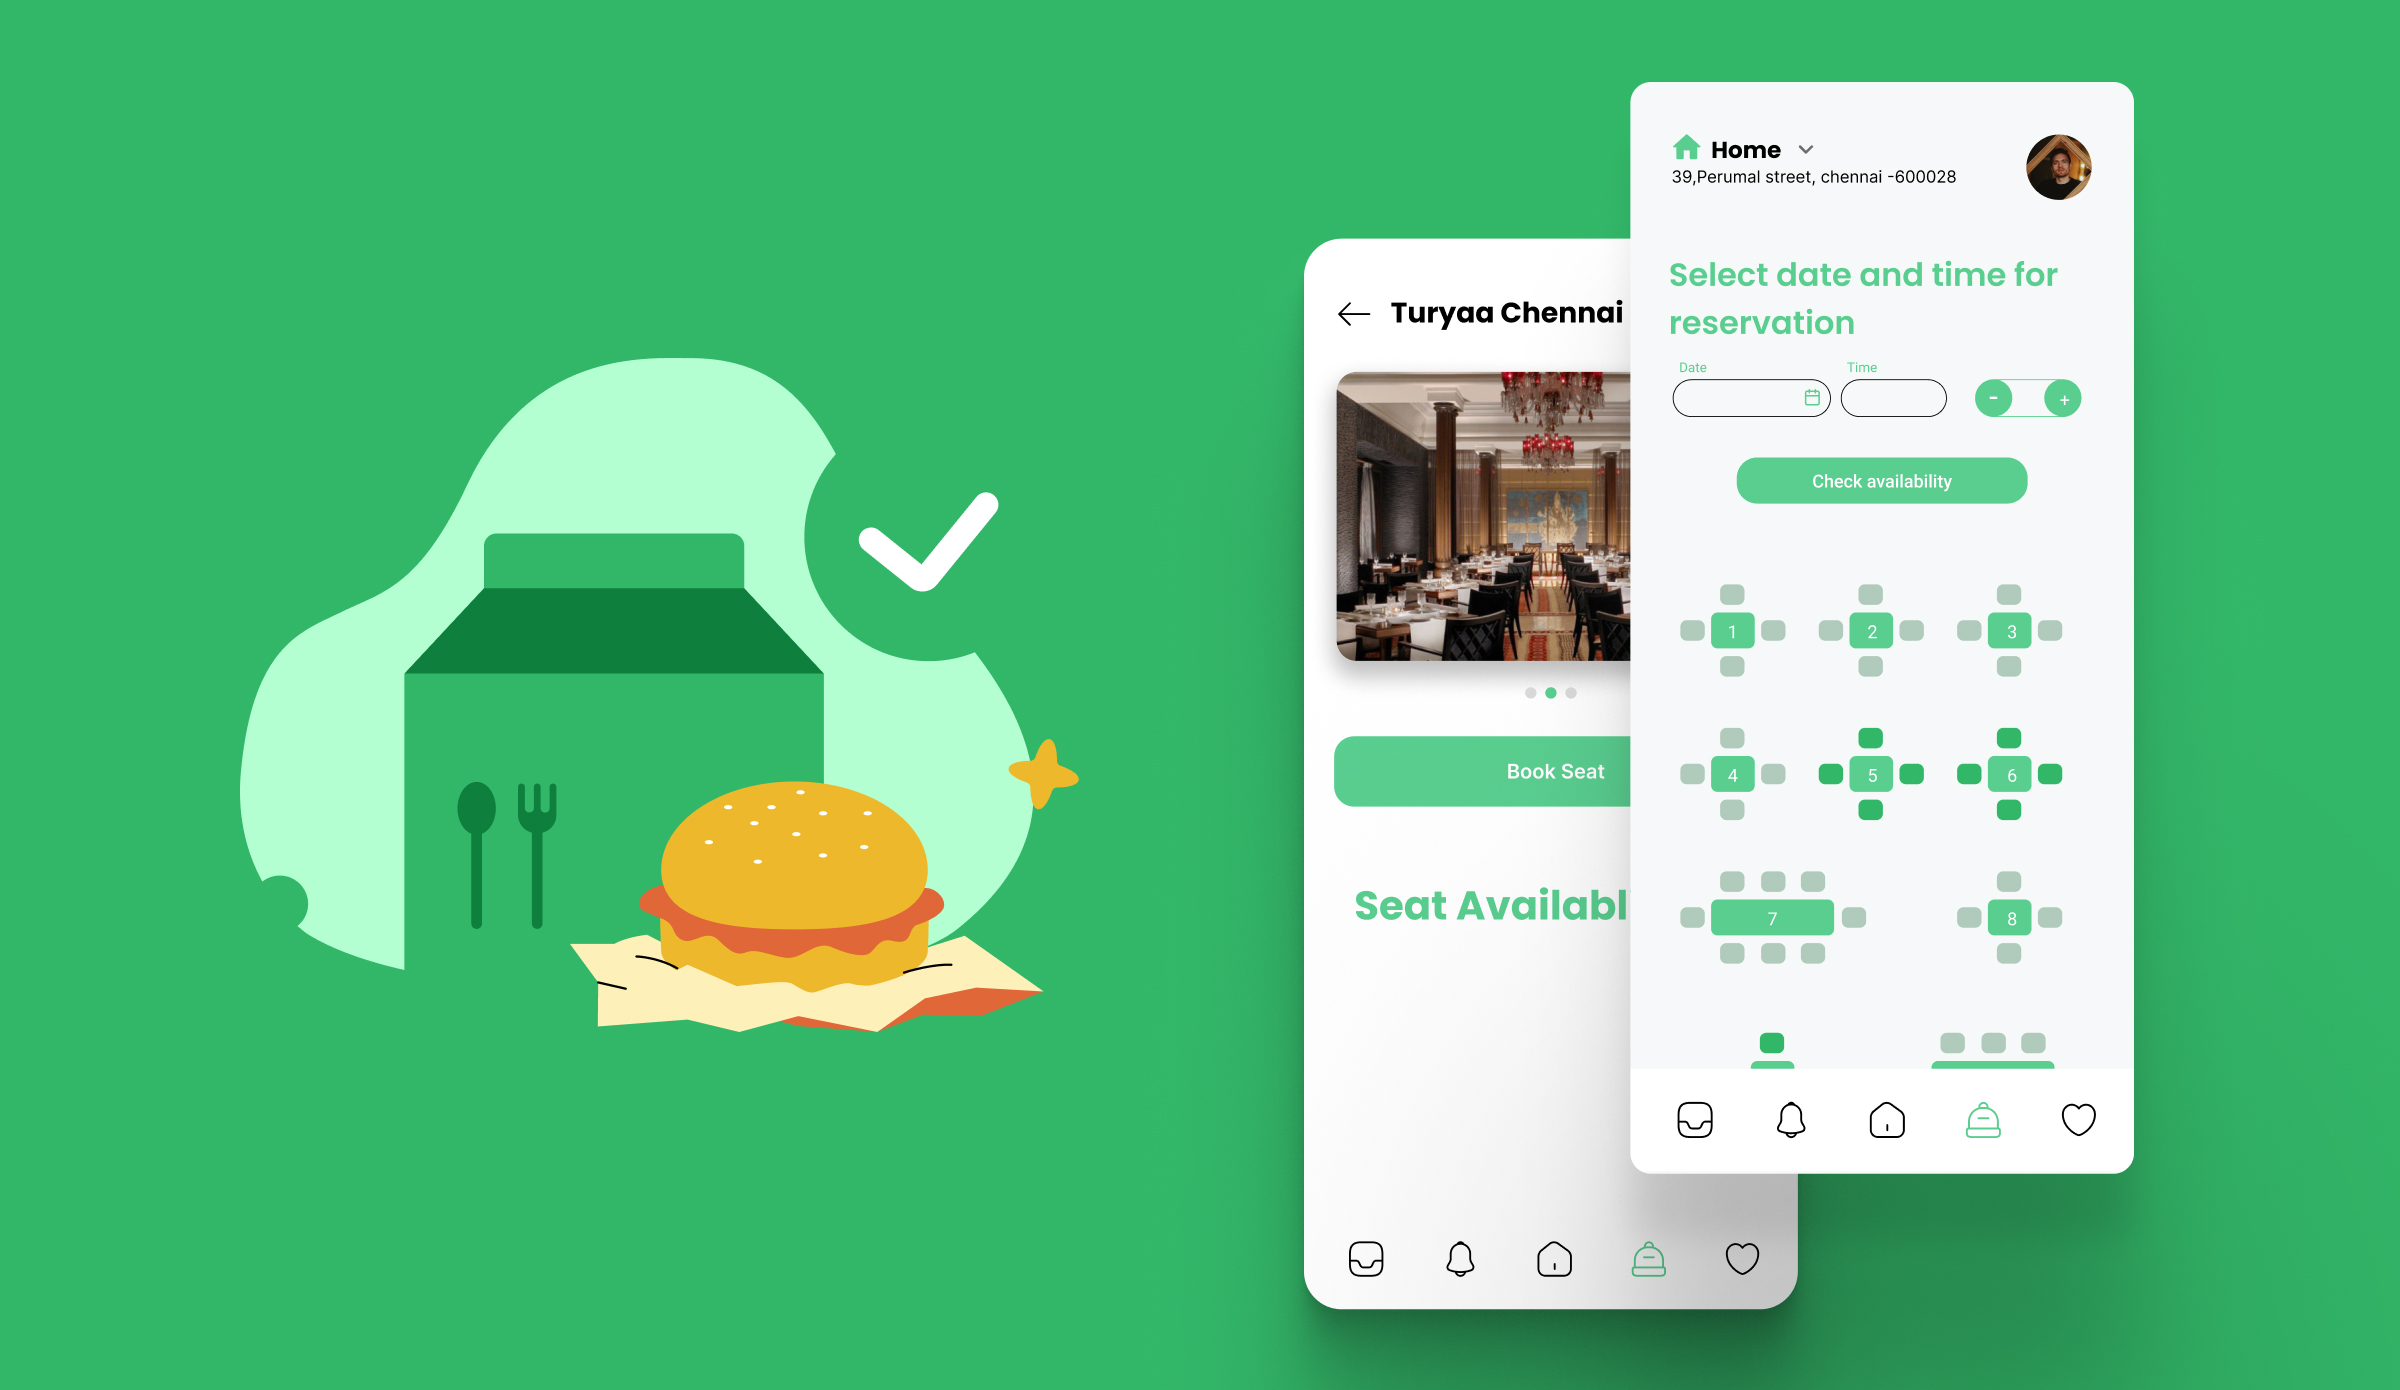 Turyaa Chennai
Book Seat
Seat Availabl
Home
39,Perumal street, chennai -600028
Select date and time for
reservation
Date
Time
-
+
Check availability
1
2
3
4
5
6
7
8